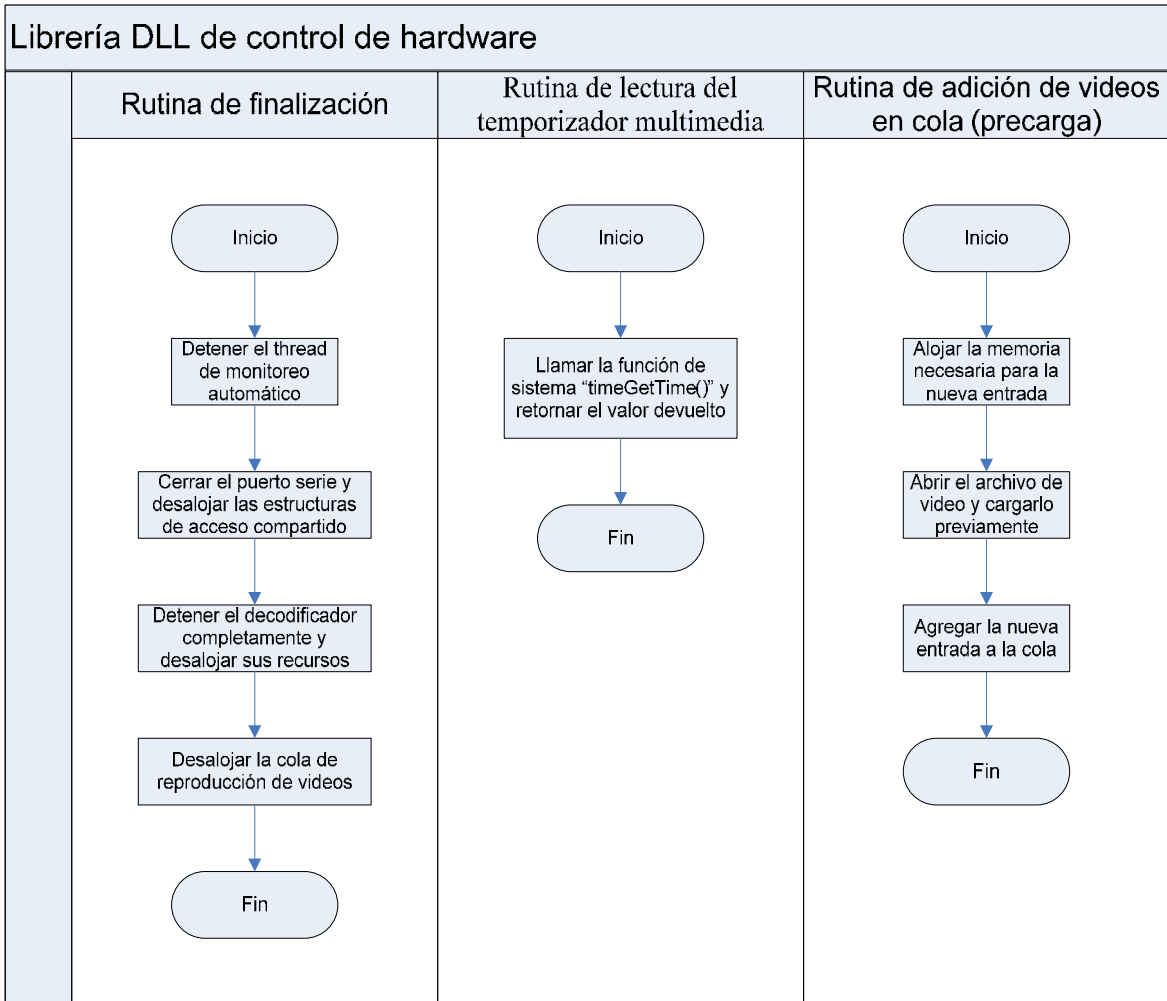 Librería DLL de control de hardware
Rutina de finalización
Inicio
Detener el thread
de monitoreo
automático
Cerrar el puerto serie y
desalojar las estructuras
de acceso compartido
Detener el decodificador
completamente y
desalojar sus recursos
Desalojar la cola de
reproducción de videos
Fin
Rutina de lectura del
temporizador multimedia
Inicio
Llamar la función de
sistema “timeGetTime()” y
retornar el valor devuelto
Fin
Rutina de adición de videos
en cola (precarga)
Inicio
Alojar la memoria
necesaria para la
nueva entrada
Abrir el archivo de
video y cargarlo
previamente
Agregar la nueva
entrada a la cola
Fin